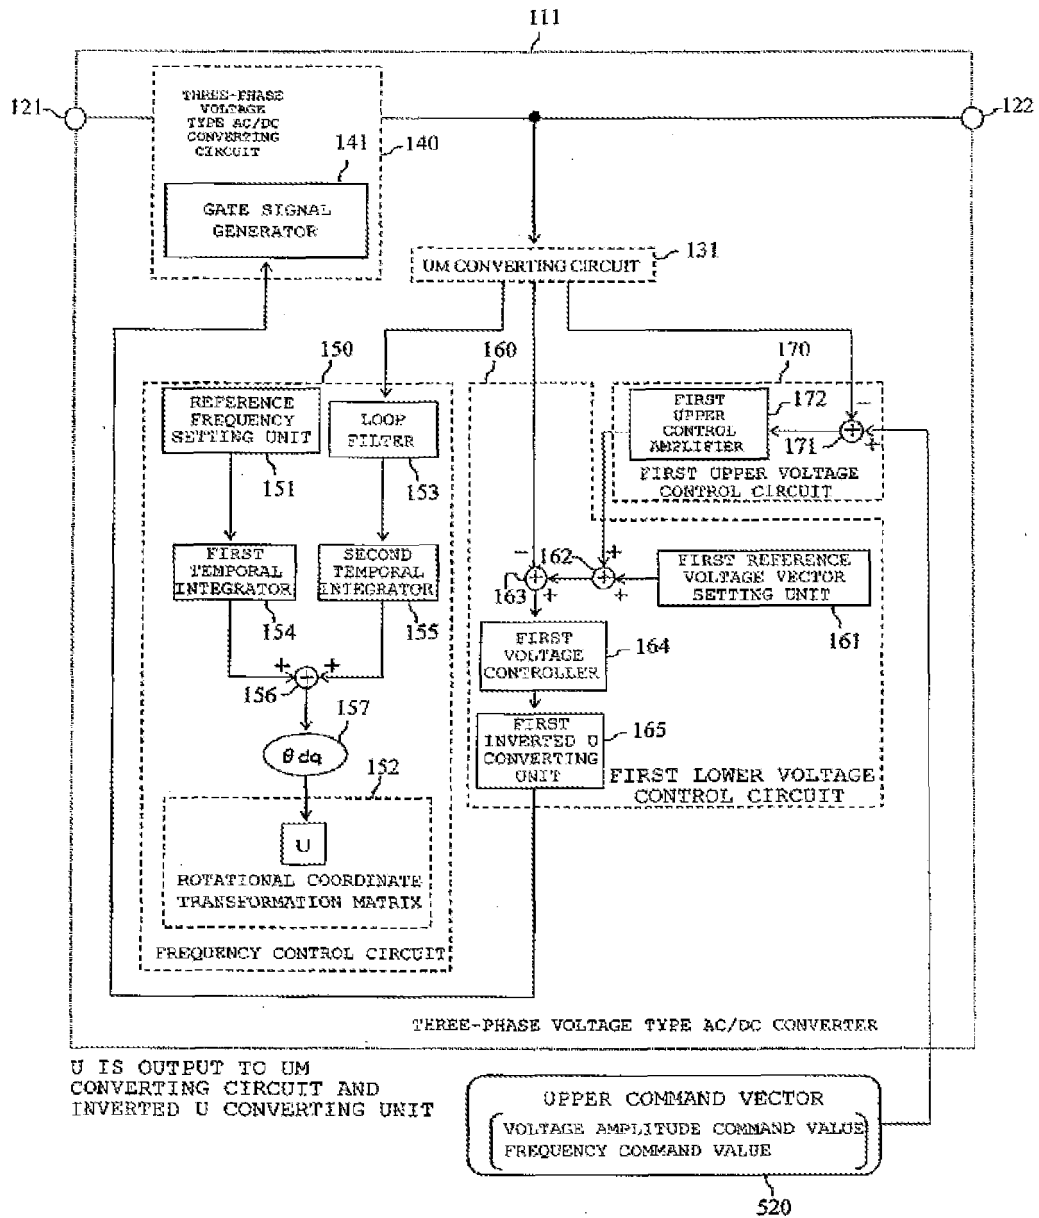 111
121
122
THREE-PHASE
VOLTAGE
TYPE AC/DC
CONVERTING
CIRCUIT
140
141
GATE SIGNAL
GENERATOR
UM CONVERTING CIRCUIT
131
150
REFERENCE
FREQUENCY
SETTING UNIT
151
LOOP
FILTER
153
FIRST
TEMPORAL
INTEGRATOR
154
SECOND
TEMPORAL
INTEGRATOR
155
+
+
+
156
157
θdq
152
U
ROTATIONAL COORDINATE
TRANSFORMATION MATRIX
FREQUENCY CONTROL CIRCUIT
160
170
FIRST
UPPER
CONTROL
AMPLIFIER
172
−
+
+
171
FIRST UPPER VOLTAGE
CONTROL CIRCUIT
−
+
163
+
162
+
+
+
FIRST REFERENCE
VOLTAGE VECTOR
SETTING UNIT
161
FIRST
VOLTAGE
CONTROLLER
164
FIRST
INVERTED U
CONVERTING
UNIT
165
FIRST LOWER VOLTAGE
CONTROL CIRCUIT
THREE-PHASE VOLTAGE TYPE AC/DC CONVERTER
U IS OUTPUT TO UM
CONVERTING CIRCUIT AND
INVERTED U CONVERTING UNIT
UPPER COMMAND VECTOR
VOLTAGE AMPLITUDE COMMAND VALUE
FREQUENCY COMMAND VALUE
520